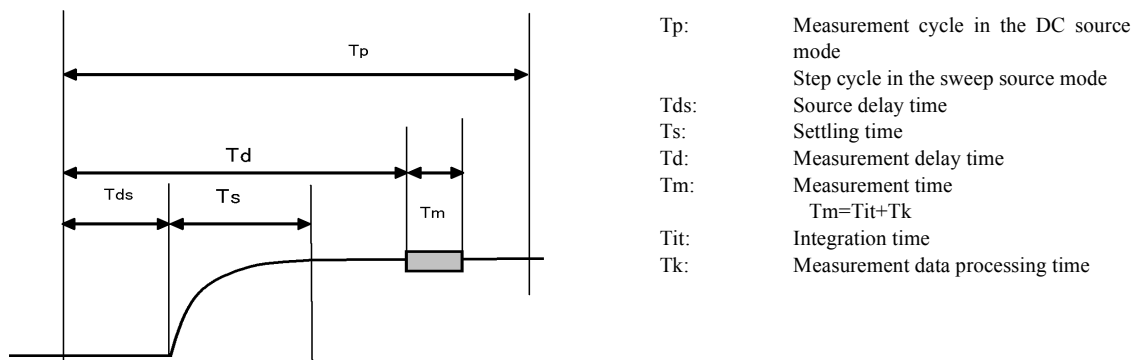 Tp
Td
Tds
Ts
Tm
Tp: Measurement cycle in the DC source
mode
Step cycle in the sweep source mode
Tds: Source delay time
Ts: Settling time
Td: Measurement delay time
Tm: Measurement time
Tm=Tit+Tk
Tit: Integration time
Tk: Measurement data processing time